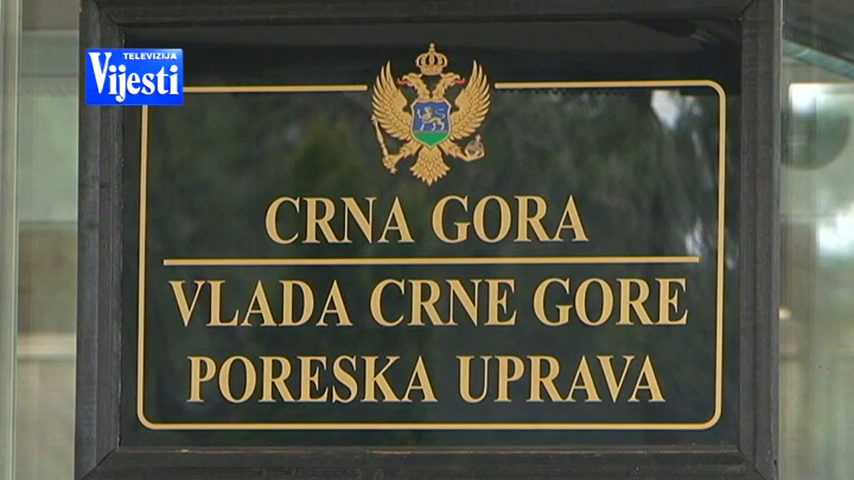 TELEVIZIJA
Vijesti
CRNA GORA
VLADA CRNE GORE
PORESKA UPRAVA